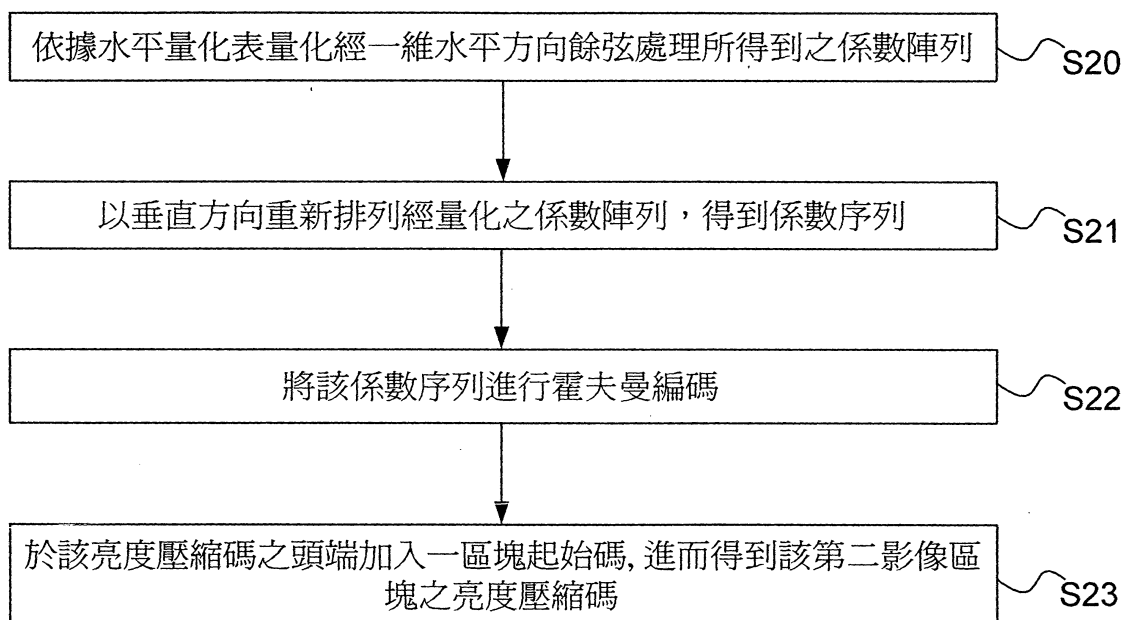 依據水平量化表量化經一維水平方向餘弦處理所得到之係數陣列
S20
以垂直方向重新排列經量化之係數陣列，得到係數序列
S21
將該係數序列進行霍夫曼編碼
S22
於該亮度壓縮碼之頭端加入一區塊起始碼, 進而得到該第二影像區
塊之亮度壓縮碼
S23